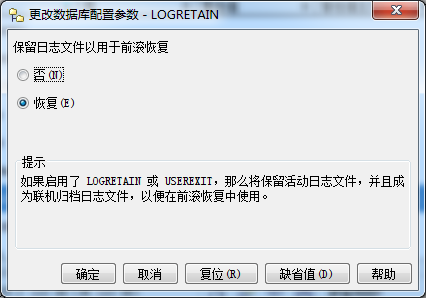 更改数据库配置参数 - LOGRETAIN
保留日志文件以用于前滚恢复
否(N)
恢复(E)
提示
如果启用了 LOGRETAIN 或 USEREXIT，那么将保留活动日志文件，并且成
为联机归档日志文件，以便在前滚恢复中使用。
确定 取消 复位(R) 缺省值(D) 帮助